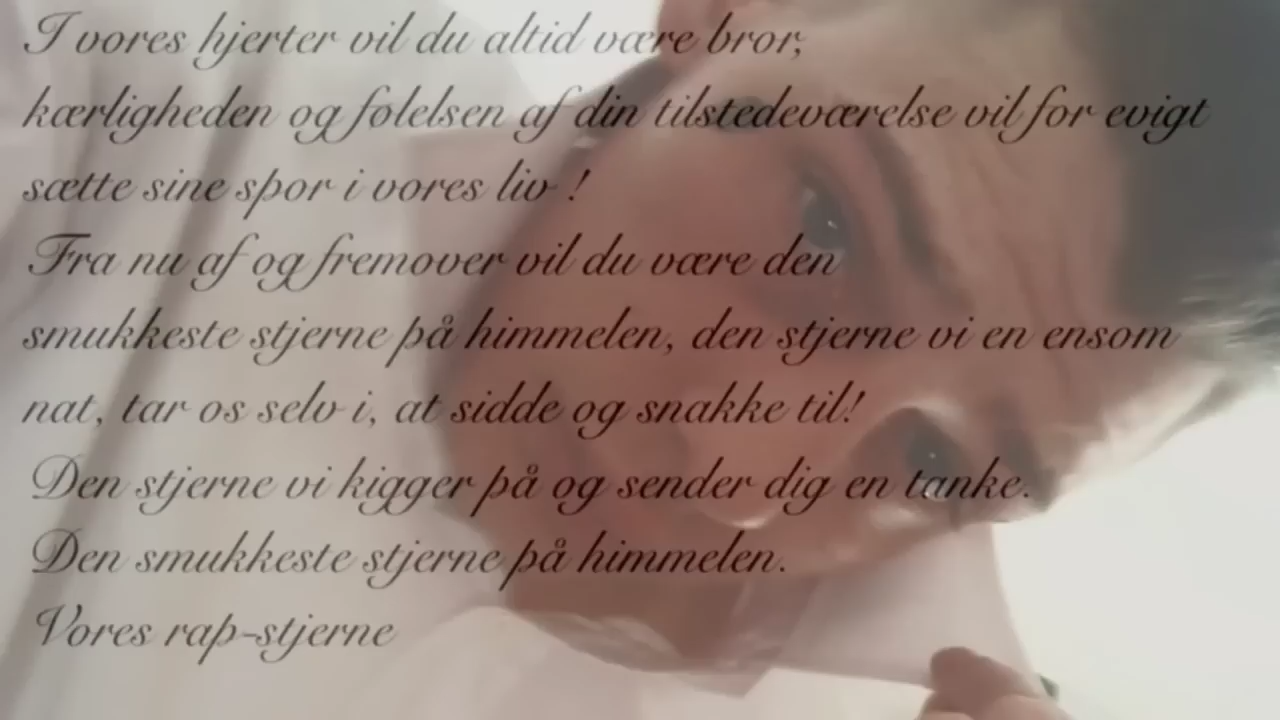 I vores hjerter vil du altid være bror,
kærligheden og følelsen af din tilstedeværelse vil for evigt
sætte sine spor i vores liv !
Fra nu af og fremover vil du være den
smukkeste stjerne på himmelen, den stjerne vi en ensom
nat, tar os selv i, at sidde og snakke til!
Den stjerne vi kigger på og sender dig en tanke.
Den smukkeste stjerne på himmelen.
Vores rap-stjerne